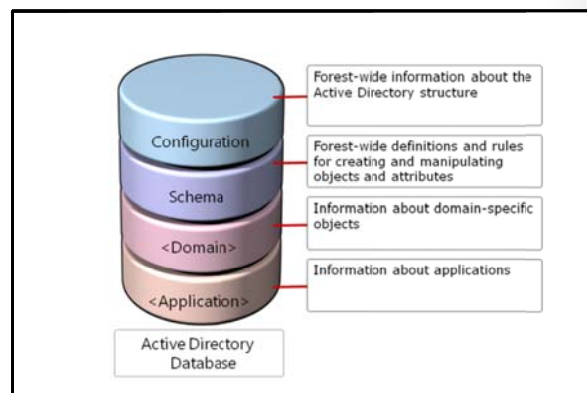 Forest-wide information about the
Active Directory structure
Configuration
Forest-wide definitions and rules
for creating and manipulating
objects and attributes
Schema
Information about domain-specific
objects
<Domain>
Information about applications
<Application>
Active Directory
Database